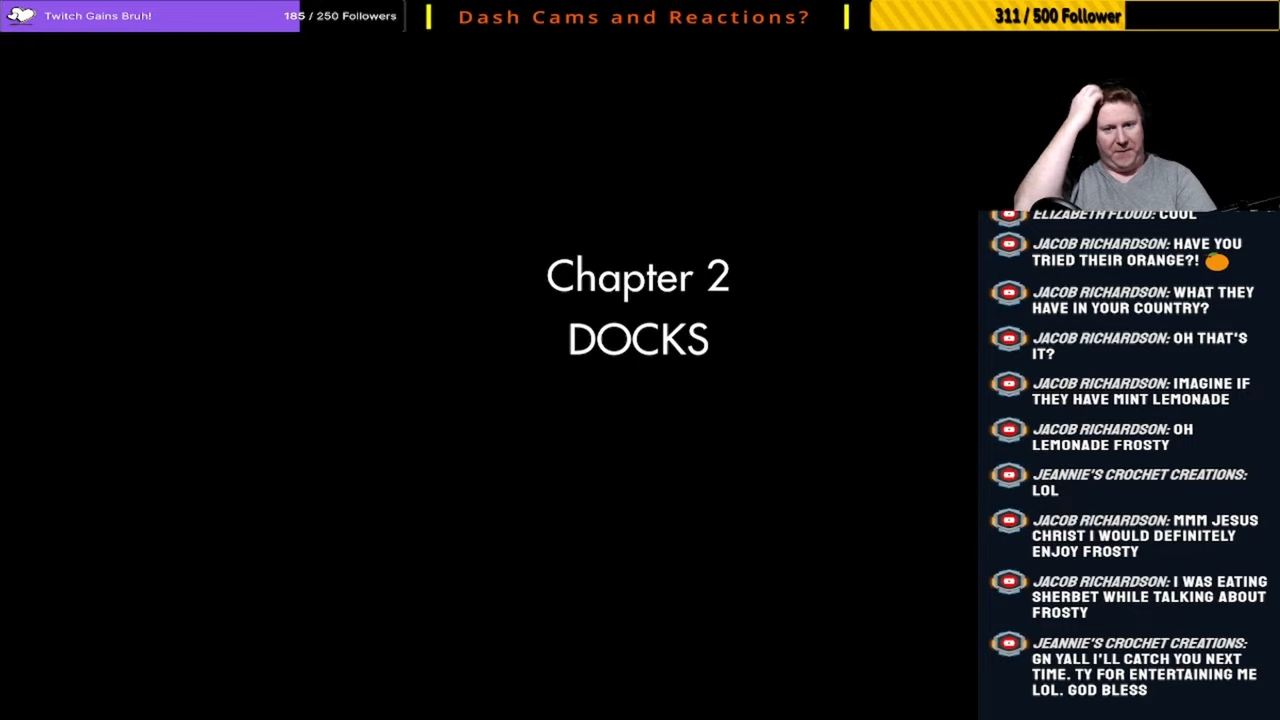 Twitch Gains Bruh!
185 / 250 Followers
Dash Cams and Reactions?
311 / 500 Follower
Chapter 2
DOCKS
ELIZABETH FLOOD: COOL
JACOB RICHARDSON: HAVE YOU
TRIED THEIR ORANGE?! 🍊
JACOB RICHARDSON: WHAT THEY
HAVE IN YOUR COUNTRY?
JACOB RICHARDSON: OH THAT'S
IT?
JACOB RICHARDSON: IMAGINE IF
THEY HAVE MINT LEMONADE
JACOB RICHARDSON: OH
LEMONADE FROSTY
JEANNIE'S CROCHET CREATIONS:
LOL
JACOB RICHARDSON: MMM JESUS
CHRIST I WOULD DEFINITELY
ENJOY FROSTY
JACOB RICHARDSON: I WAS EATING
SHERBET WHILE TALKING ABOUT
FROSTY
JEANNIE'S CROCHET CREATIONS:
GN YALL I'LL CATCH YOU NEXT
TIME. TY FOR ENTERTAINING ME
LOL. GOD BLESS